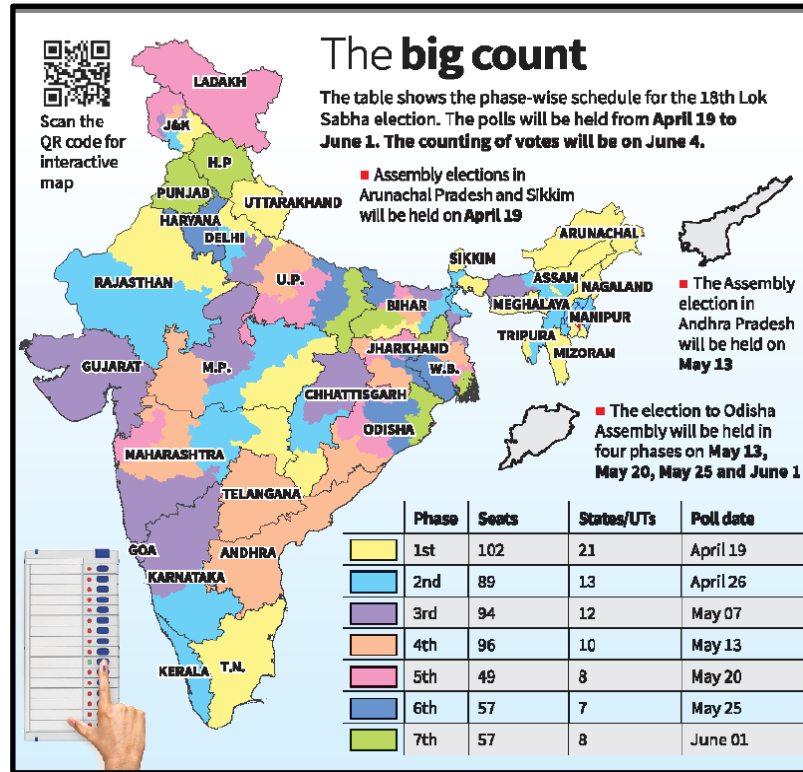 The big count
The table shows the phase-wise schedule for the 18th Lok
Sabha election. The polls will be held from April 19 to
June 1. The counting of votes will be on June 4.
Scan the
QR code for
interactive
map
Assembly elections in
Arunachal Pradesh and Sikkim
will be held on April 19
LADAKH
J&K
H.P
PUNJAB
UTTARAKHAND
HARYANA
DELHI
RAJASTHAN
U.P.
BIHAR
SIKKIM
ARUNACHAL
ASSAM
NAGALAND
MEGHALAYA
MANIPUR
TRIPURA
MIZORAM
GUJARAT
M.P.
JHARKHAND
W.B.
CHHATTISGARH
ODISHA
MAHARASHTRA
TELANGANA
GOA
ANDHRA
KARNATAKA
KERALA
T.N.
The Assembly
election in
Andhra Pradesh
will be held on
May 13
The election to Odisha
Assembly will be held in
four phases on May 13,
May 20, May 25 and June 1
Phase Seats States/UTs Poll date
1st 102 21 April 19
2nd 89 13 April 26
3rd 94 12 May 07
4th 96 10 May 13
5th 49 8 May 20
6th 57 7 May 25
7th 57 8 June 01